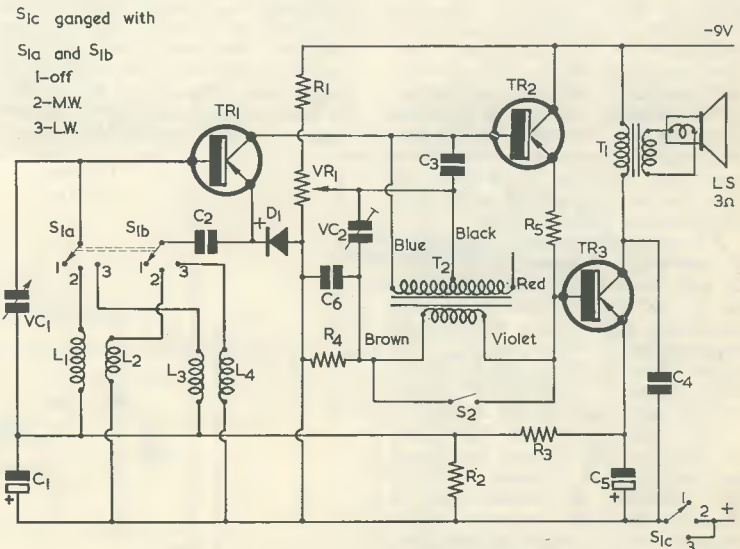 S1c ganged with
S1a and S1b
1-off
2-M.W.
3-L.W.
-9V
R1
TR1
TR2
T1
L S
3Ω
C3
VR1
S1a
S1b
C2
+
D1
VC2
R5
Blue
Black
TR3
1
2
3
1
2
3
T2
Red
C6
VC1
Brown
Violet
R4
L1
L2
L3
L4
S2
C4
R3
C1
+
R2
C5
+
1
2
+
S1c
3